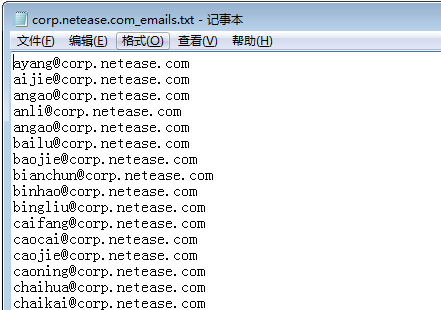 corp.netease.com_emails.txt - 记事本
文件(F) 编辑(E) 格式(O) 查看(V) 帮助(H)
ayang@corp.netease.com
aijie@corp.netease.com
angao@corp.netease.com
anli@corp.netease.com
angao@corp.netease.com
bailu@corp.netease.com
baojie@corp.netease.com
bianchun@corp.netease.com
binhao@corp.netease.com
bingliu@corp.netease.com
caifang@corp.netease.com
caocai@corp.netease.com
caojie@corp.netease.com
caoning@corp.netease.com
chaihua@corp.netease.com
chaikai@corp.netease.com